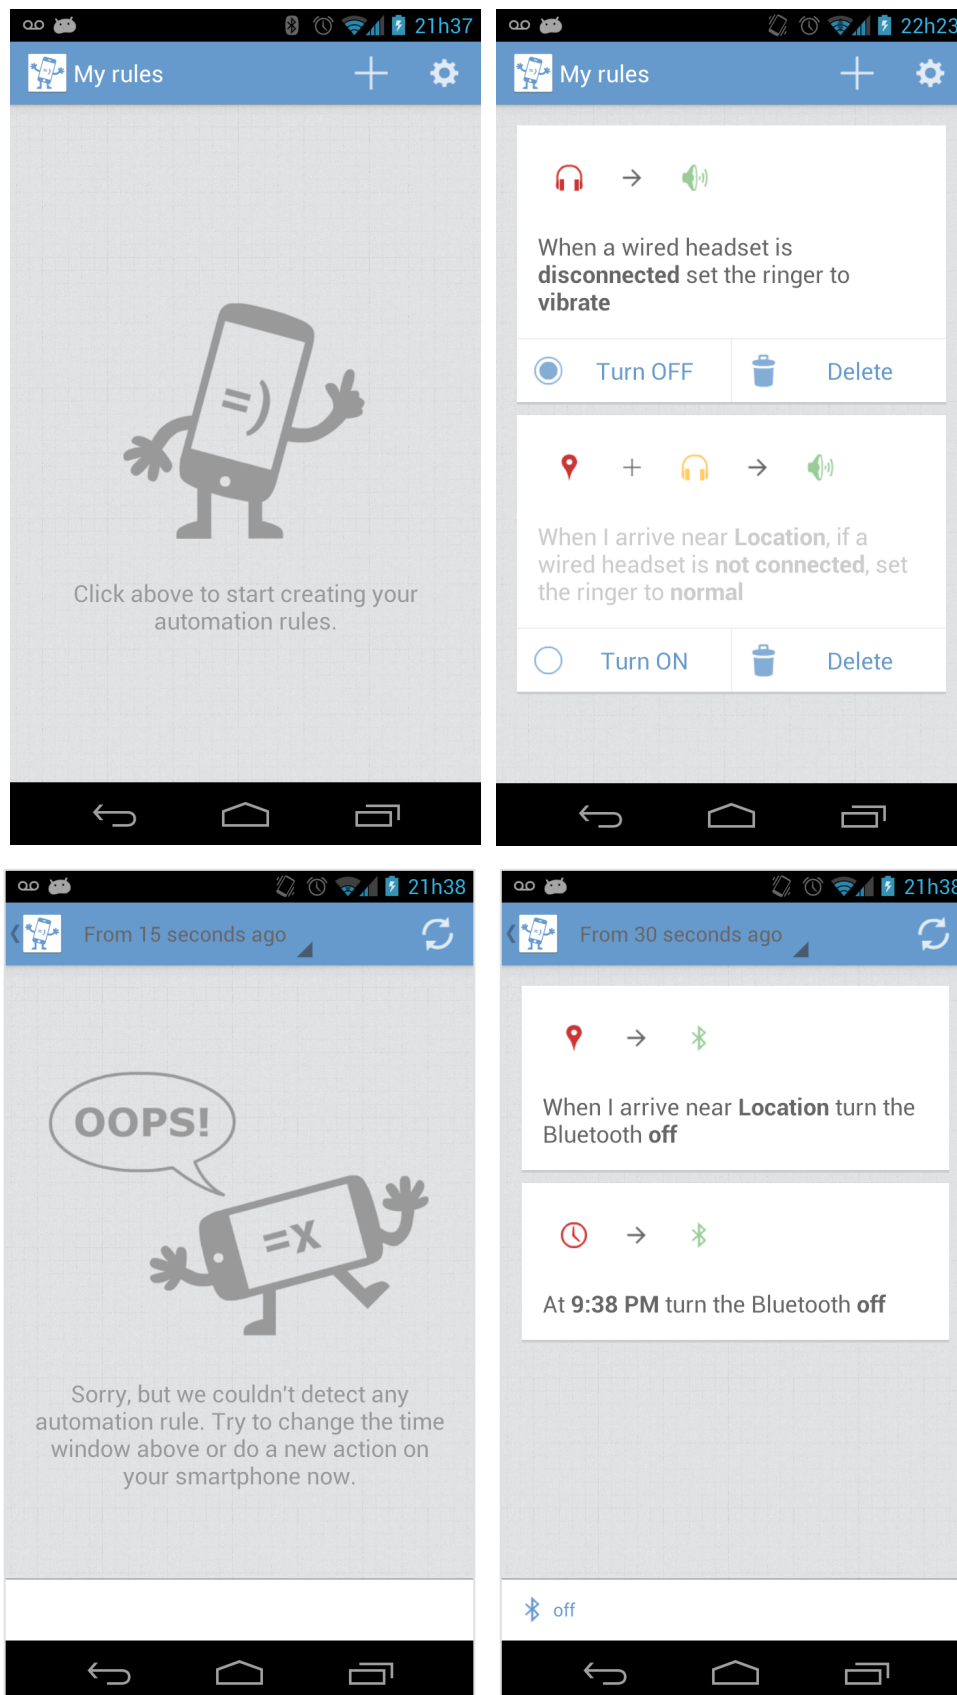 21h37
My rules
=)
Click above to start creating your
automation rules.
22h23
My rules
When a wired headset is
disconnected set the ringer to
vibrate
Turn OFF
Delete
When I arrive near Location, if a
wired headset is not connected, set
the ringer to normal
Turn ON
Delete
21h38
From 15 seconds ago
OOPS!
=X
Sorry, but we couldn't detect any
automation rule. Try to change the time
window above or do a new action on
your smartphone now.
21h38
From 30 seconds ago
When I arrive near Location turn the
Bluetooth off
At 9:38 PM turn the Bluetooth off
off